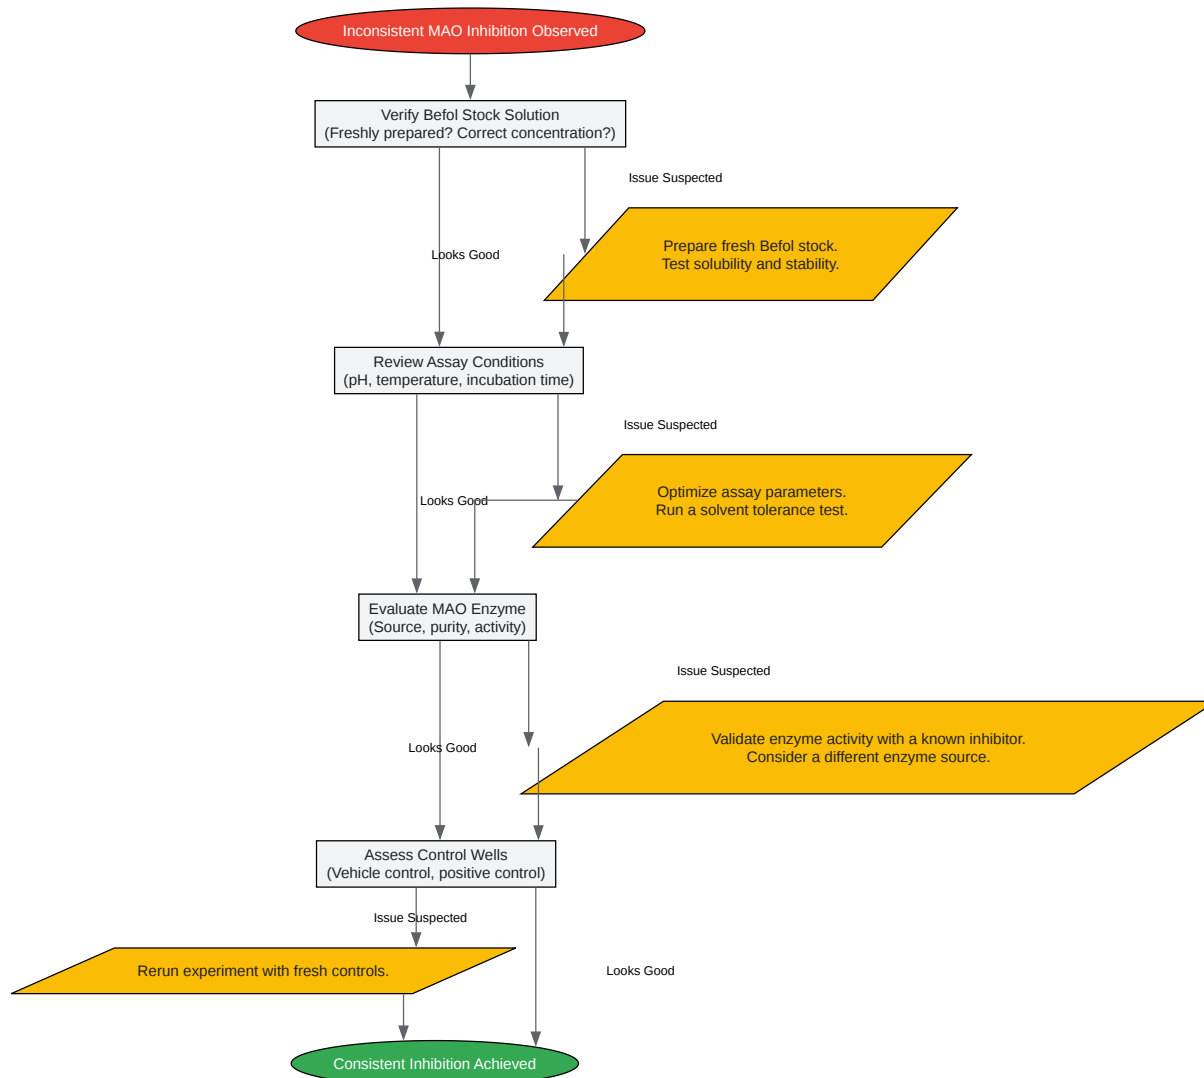 Inconsistent MAO Inhibition Observed
Verify Befol Stock Solution
(Freshly prepared? Correct concentration?)
Issue Suspected
Prepare fresh Befol stock.
Test solubility and stability.
Looks Good
Review Assay Conditions
(pH, temperature, incubation time)
Issue Suspected
Optimize assay parameters.
Run a solvent tolerance test.
Looks Good
Evaluate MAO Enzyme
(Source, purity, activity)
Issue Suspected
Validate enzyme activity with a known inhibitor.
Consider a different enzyme source.
Looks Good
Assess Control Wells
(Vehicle control, positive control)
Issue Suspected
Rerun experiment with fresh controls.
Looks Good
Consistent Inhibition Achieved